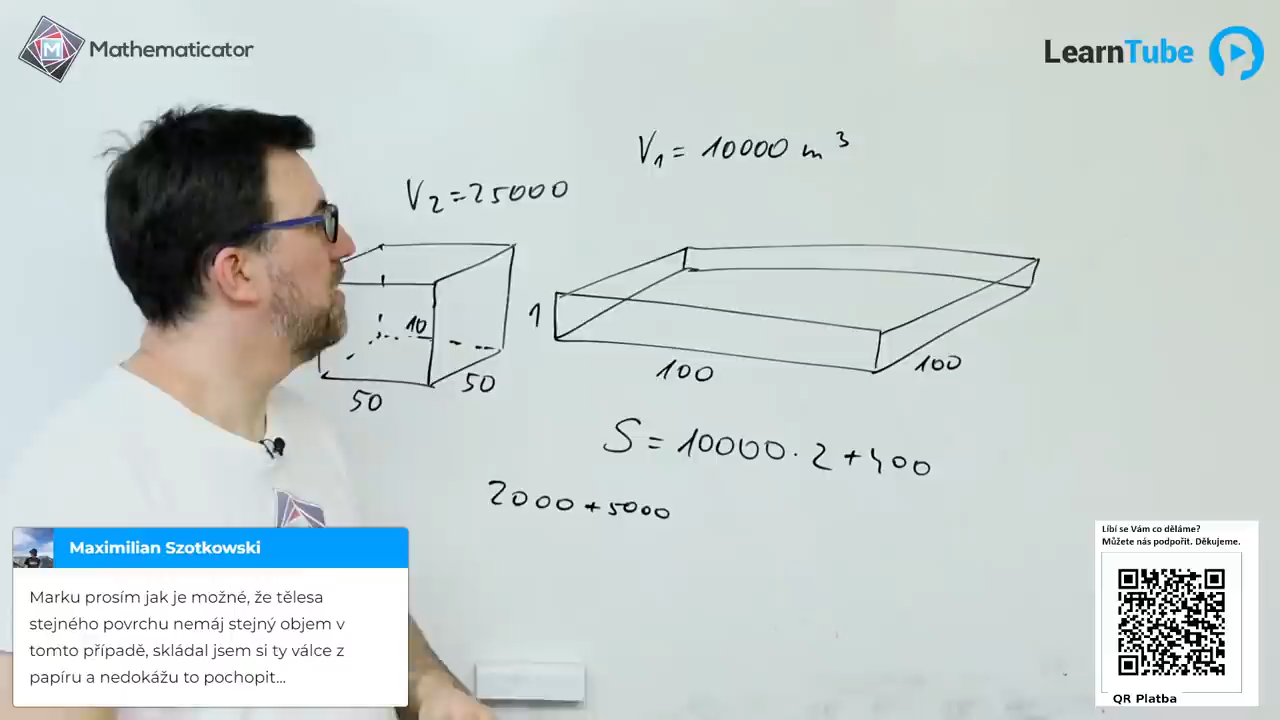 Mathematicator
LearnTube
V₁ = 10000 m³
V₂ = 25000
10
50
50
1
100
100
S = 10000 · 2 + 400
2000 + 5000
Maximilian Szotkowski
Marku prosím jak je možné, že tělesa
stejného povrchu nemáj stejný objem v
tomto případě, skládal jsem si ty válce z
papíru a nedokážu to pochopit...
Líbí se Vám co děláme?
Můžete nás podpořit. Děkujeme.
QR Platba